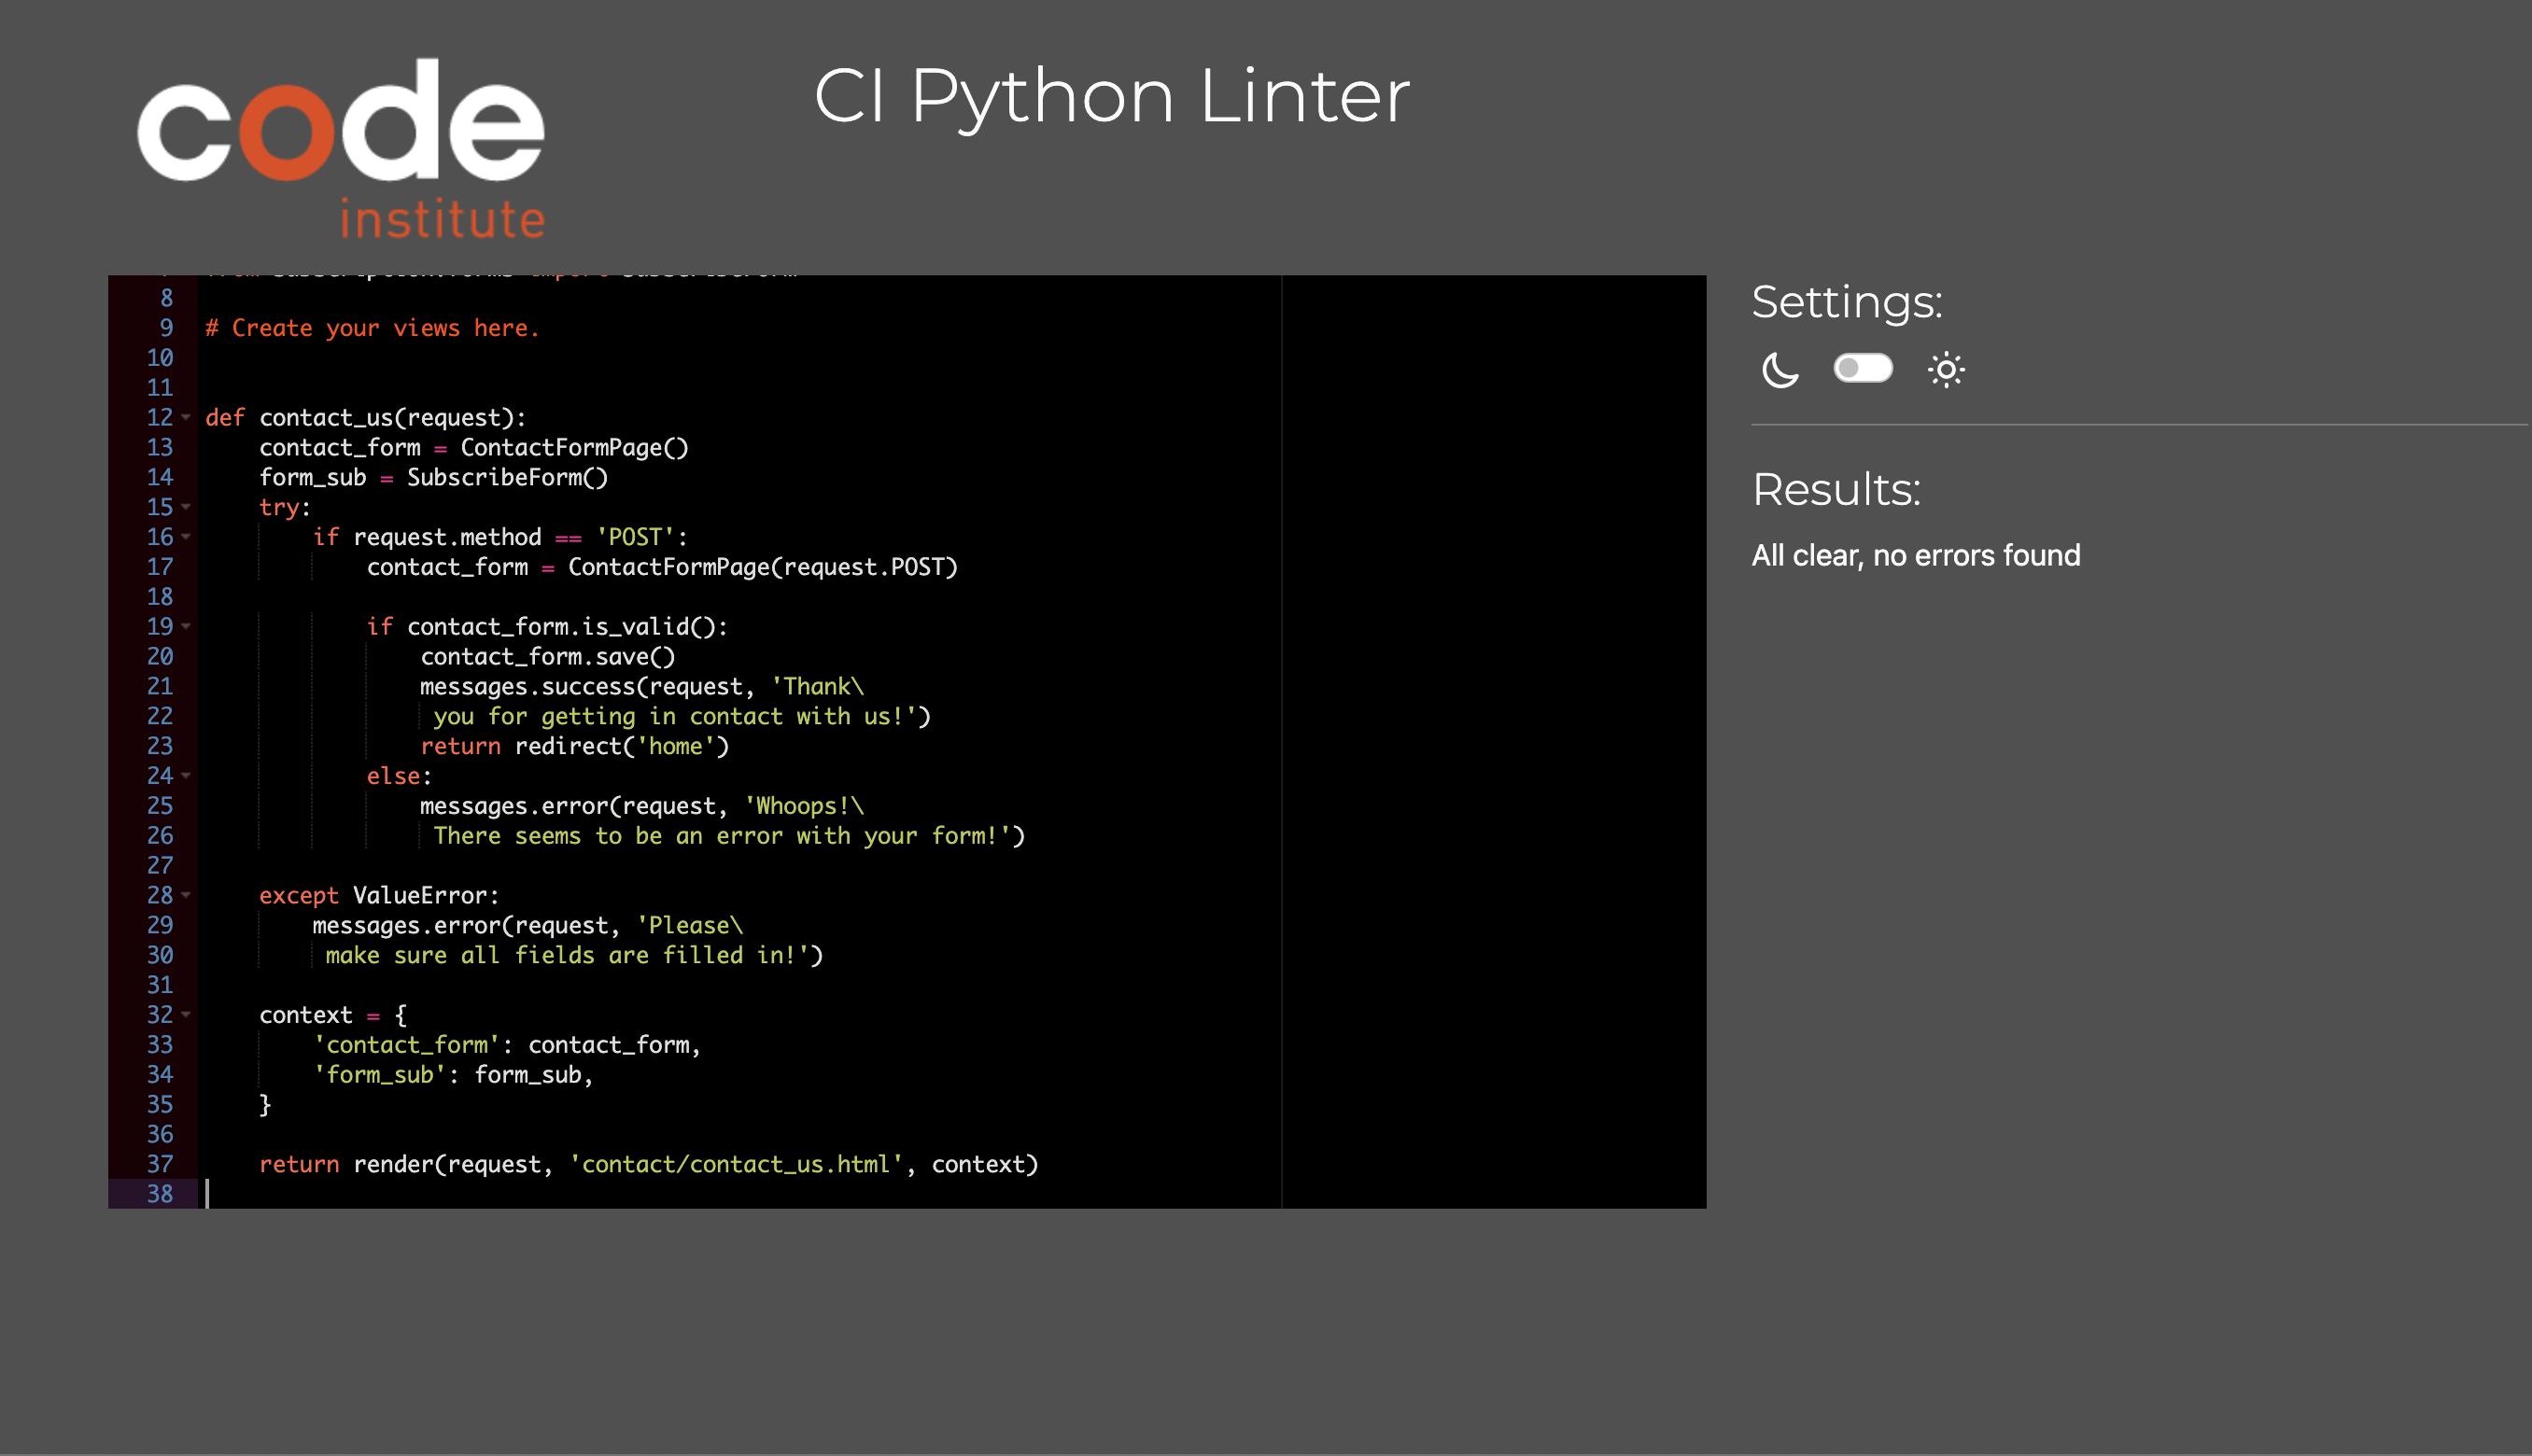 code
institute
CI Python Linter
8
9 # Create your views here.
10
11
12 def contact_us(request):
13     contact_form = ContactFormPage()
14     form_sub = SubscribeForm()
15     try:
16         if request.method == 'POST':
17             contact_form = ContactFormPage(request.POST)
18
19             if contact_form.is_valid():
20                 contact_form.save()
21                 messages.success(request, 'Thank\
22                  you for getting in contact with us!')
23                 return redirect('home')
24             else:
25                 messages.error(request, 'Whoops!\
26                  There seems to be an error with your form!')
27
28     except ValueError:
29         messages.error(request, 'Please\
30          make sure all fields are filled in!')
31
32     context = {
33         'contact_form': contact_form,
34         'form_sub': form_sub,
35     }
36
37     return render(request, 'contact/contact_us.html', context)
38
Settings:
Results:
All clear, no errors found